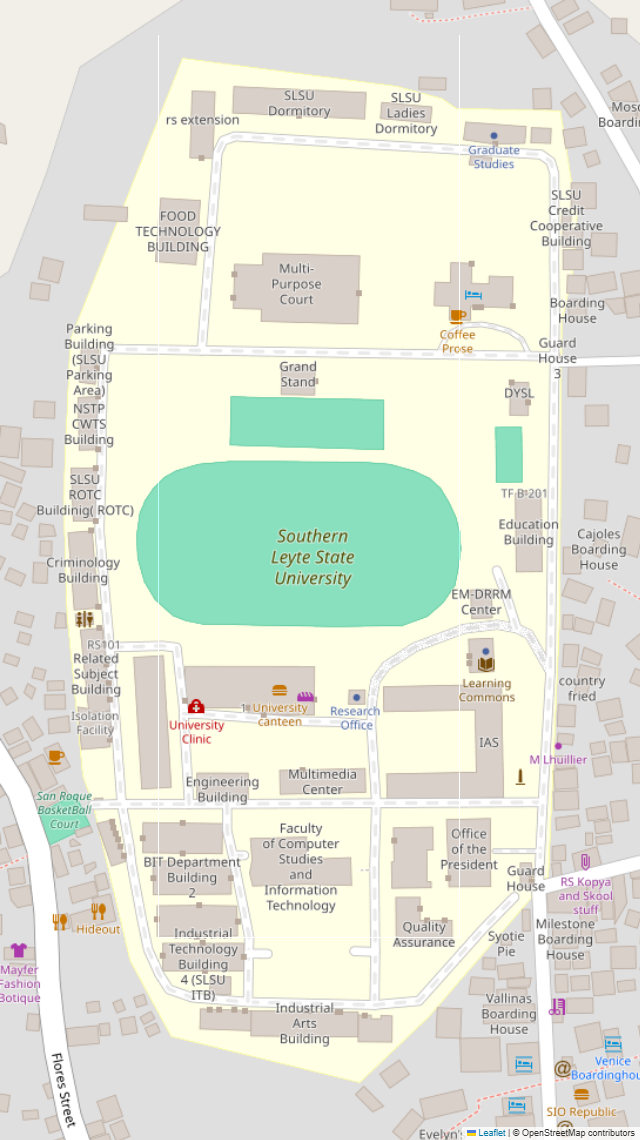 SLSU
Dormitory
SLSU
Ladies
Dormitory
rs extension
Graduate
Studies
Boardin
SLSU
Credit
Cooperative
Building
FOOD
TECHNOLOGY
BUILDING
Multi-
Purpose
Court
Boarding
House
Coffee
Prose
Parking
Building
(SLSU
Parking
Area)
Guard
House
3
Grand
Stand
DYSL
NSTP
CWTS
Building
SLSU
ROTC
Buildinig( ROTC)
TF B 201
Education
Building
Southern
Leyte State
University
Cajoles
Boarding
House
Criminology
Building
EM-DRRM
Center
RS101
Related
Subject
Building
Learning
Commons
country
fried
Isolation
Facility
University
Clinic
1
University
canteen
Research
Office
IAS
M Lhuillier
San Roque
BasketBall
Court
Engineering
Building
Multimedia
Center
BIT Department
Building
2
Faculty
of Computer
Studies
and
Information
Technology
Office
of the
President
Guard
House
RS Kopya
and Skool
stuff
Hideout
Industrial
Technology
Building
4 (SLSU
ITB)
Quality
Assurance
Syotie
Pie
Milestone
Boarding
House
Mayfer
Fashion
Botique
Industrial
Arts
Building
Vallinas
Boarding
House
Flores Street
Venice
Boardinghou
SIO Republic
Evelyn's
Leaflet | © OpenStreetMap contributors